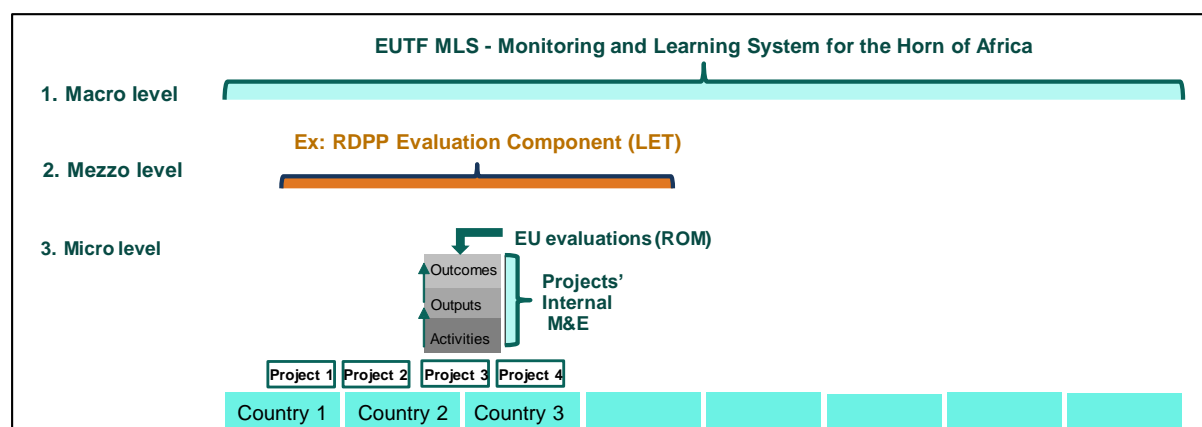 EUTF MLS - Monitoring and Learning System for the Horn of Africa
1. Macro level
Ex: RDPP Evaluation Component (LET)
2. Mezzo level
3. Micro level
EU evaluations (ROM)
Outcomes
Outputs
Activities
Projects'
Internal
M&E
Project 1
Project 2
Project 3
Project 4
Country 1
Country 2
Country 3